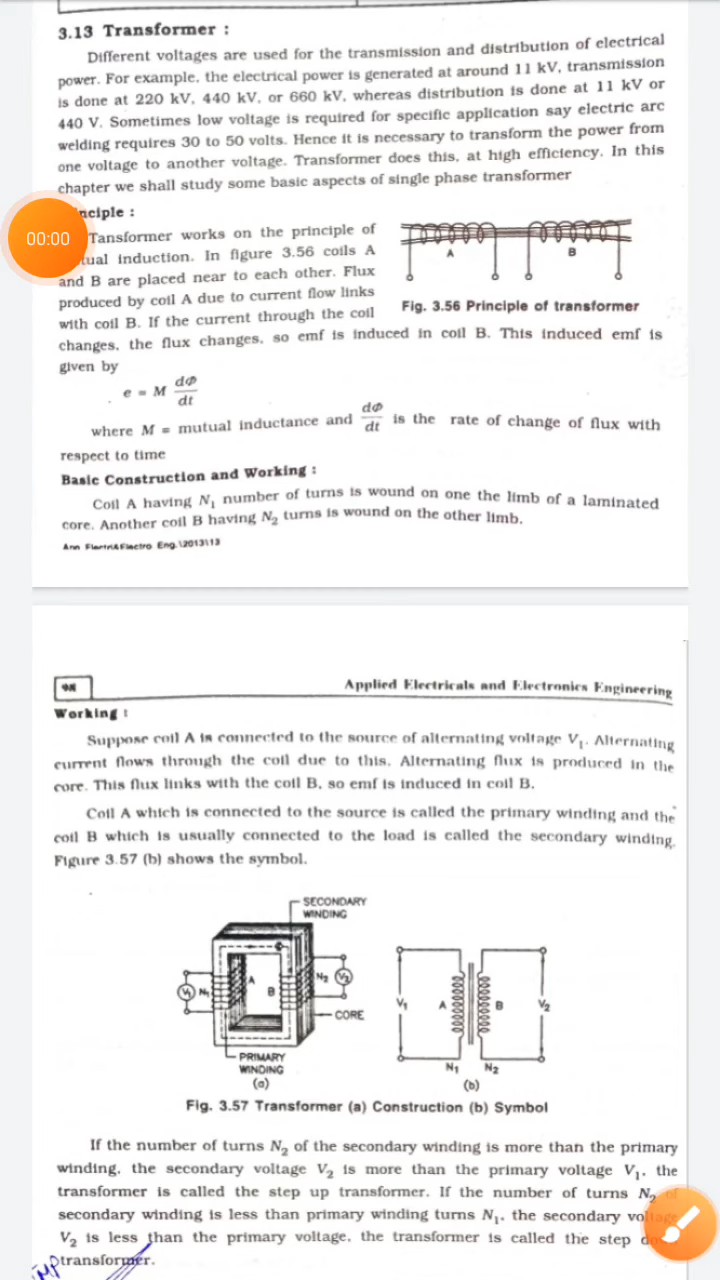 3.13 Transformer :
Different voltages are used for the transmission and distribution of electrical
power. For example, the electrical power is generated at around 11 kV, transmission
is done at 220 kV, 440 kV, or 660 kV, whereas distribution is done at 11 kV or
440 V. Sometimes low voltage is required for specific application say electric arc
welding requires 30 to 50 volts. Hence it is necessary to transform the power from
one voltage to another voltage. Transformer does this, at high efficiency. In this
chapter we shall study some basic aspects of single phase transformer
nciple :
00:00
Tansformer works on the principle of
ual induction. In figure 3.56 coils A
and B are placed near to each other. Flux
produced by coil A due to current flow links
with coil B. If the current through the coil
A B
Fig. 3.56 Principle of transformer
changes, the flux changes, so emf is induced in coil B. This induced emf is
given by
e = M dΦ/dt
where M = mutual inductance and dΦ/dt is the rate of change of flux with
respect to time
Basic Construction and Working :
Coil A having N₁ number of turns is wound on one the limb of a laminated
core. Another coil B having N₂ turns is wound on the other limb.
Eng.\2013\13
98
Applied Electricals and Electronics Engineering
Working :
Suppose coil A is connected to the source of alternating voltage V₁. Alternating
current flows through the coil due to this. Alternating flux is produced in the
core. This flux links with the coil B, so emf is induced in coil B.
Coil A which is connected to the source is called the primary winding and the
coil B which is usually connected to the load is called the secondary winding.
Figure 3.57 (b) shows the symbol.
SECONDARY
WINDING
V₁ N₁ A B N₂ V₂
CORE
PRIMARY
WINDING
(a)
V₁ A B V₂
N₁ N₂
(b)
Fig. 3.57 Transformer (a) Construction (b) Symbol
If the number of turns N₂ of the secondary winding is more than the primary
winding, the secondary voltage V₂ is more than the primary voltage V₁, the
transformer is called the step up transformer. If the number of turns N₂ of
secondary winding is less than primary winding turns N₁, the secondary voltage
V₂ is less than the primary voltage, the transformer is called the step
IMP
transformer.